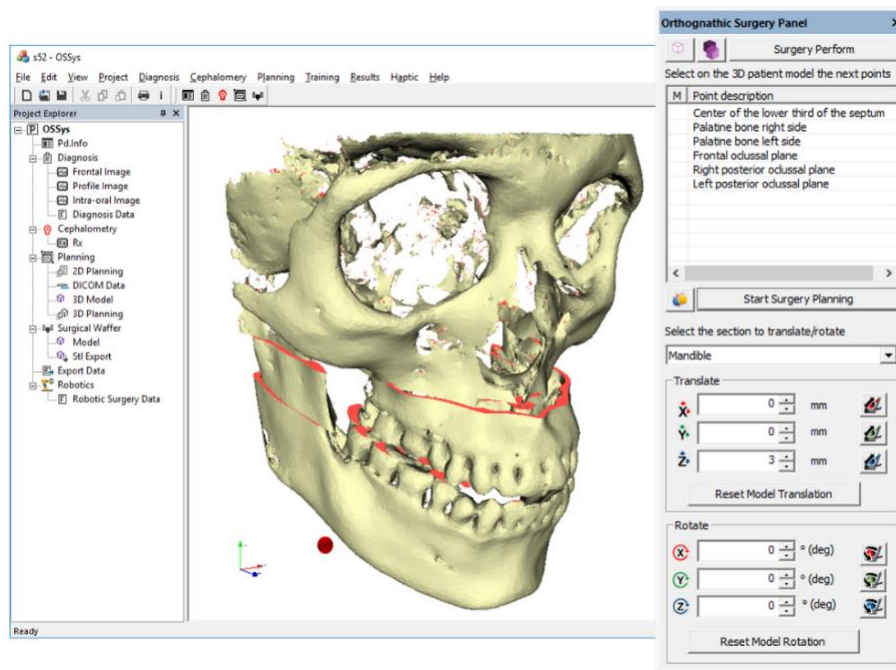 s52 - OSSys
File Edit View Project Diagnosis Cephalomery Planning Training Results Haptic Help
Project Explorer
OSSys
Pd.Info
Diagnosis
Frontal Image
Profile Image
Intra-oral Image
Diagnosis Data
Cephalometry
Rx
Planning
2D Planning
DICOM Data
3D Model
3D Planning
Surgical Waffer
Model
Stl Export
Export Data
Robotics
Robotic Surgery Data
Ready
Orthognathic Surgery Panel
Surgery Perform
Select on the 3D patient model the next points
M Point description
Center of the lower third of the septum
Palatine bone right side
Palatine bone left side
Frontal odussal plane
Right posterior odussal plane
Left posterior odussal plane
Start Surgery Planning
Select the section to translate/rotate
Mandible
Translate
X 0 mm
Y 0 mm
Z 3 mm
Reset Model Translation
Rotate
X 0 ° (deg)
Y 0 ° (deg)
Z 0 ° (deg)
Reset Model Rotation